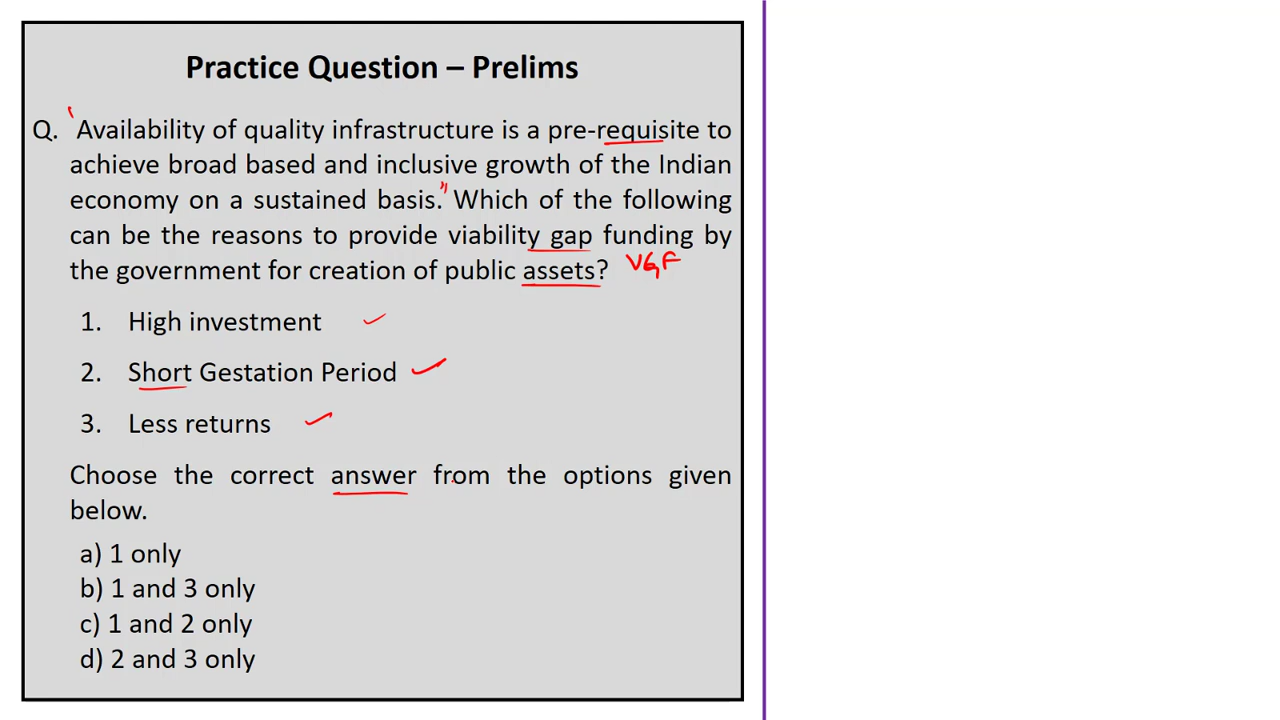 Practice Question – Prelims
Q. Availability of quality infrastructure is a pre-requisite to
achieve broad based and inclusive growth of the Indian
economy on a sustained basis." Which of the following
can be the reasons to provide viability gap funding by
the government for creation of public assets? VGF
1. High investment
2. Short Gestation Period
3. Less returns
Choose the correct answer from the options given
below.
a) 1 only
b) 1 and 3 only
c) 1 and 2 only
d) 2 and 3 only